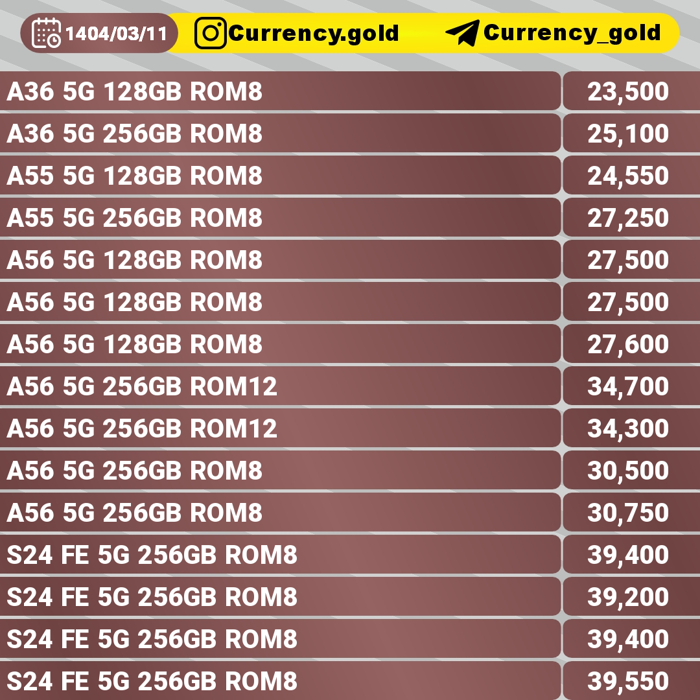 1404/03/11 Currency.gold Currency_gold
A36 5G 128GB ROM8 23,500
A36 5G 256GB ROM8 25,100
A55 5G 128GB ROM8 24,550
A55 5G 256GB ROM8 27,250
A56 5G 128GB ROM8 27,500
A56 5G 128GB ROM8 27,500
A56 5G 128GB ROM8 27,600
A56 5G 256GB ROM12 34,700
A56 5G 256GB ROM12 34,300
A56 5G 256GB ROM8 30,500
A56 5G 256GB ROM8 30,750
S24 FE 5G 256GB ROM8 39,400
S24 FE 5G 256GB ROM8 39,200
S24 FE 5G 256GB ROM8 39,400
S24 FE 5G 256GB ROM8 39,550